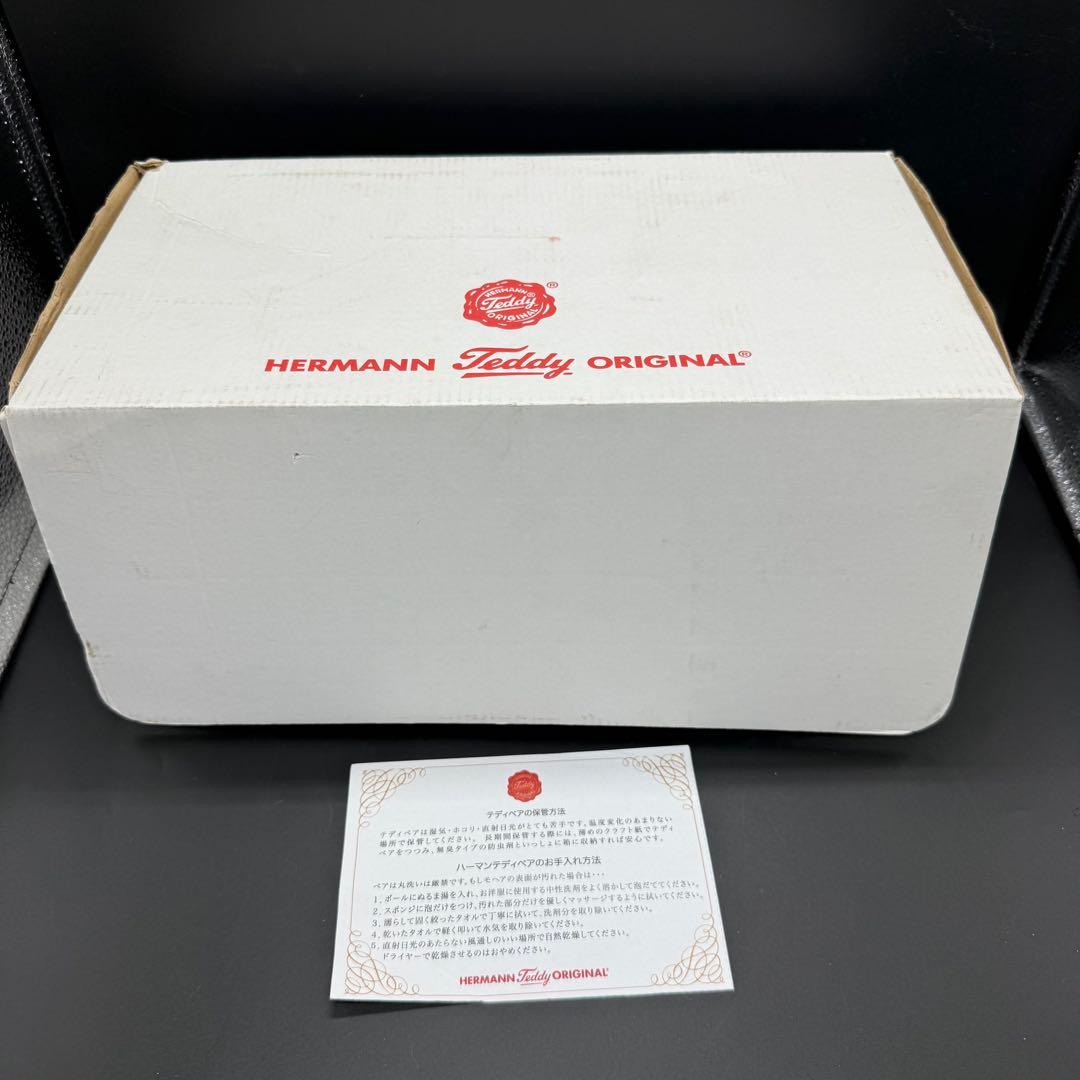 HERMANN®
Teddy
ORIGINAL
®
HERMANN Teddy ORIGINAL®
HERMANN
Teddy
ORIGINAL
テディベアの保管方法
テディベアは湿気・ホコリ・直射日光がとても苦手です。温度変化のあまりない
場所で保管してください。 長期間保管する際には、薄めのクラフト紙でテディ
ベアをつつみ、無臭タイプの防虫剤といっしょに箱に収納すれば安心です。
ハーマンテディベアのお手入れ方法
ベアは丸洗いは厳禁です。もしモヘアの表面が汚れた場合は・・・
1. ボールにぬるま湯を入れ、お洋服に使用する中性洗剤をよく溶かして泡だててください。
2. スポンジに泡だけをつけ、汚れた部分だけを優しくマッサージするように拭いてください。
3. 濡らして固く絞ったタオルで丁寧に拭いて、洗剤分を取り除いてください。
4. 乾いたタオルで軽く叩いて水気を取り除いてください。
5. 直射日光のあたらない風通しのいい場所で自然乾燥してください。
ドライヤーで乾燥させるのはおやめください。
HERMANN Teddy ORIGINAL®